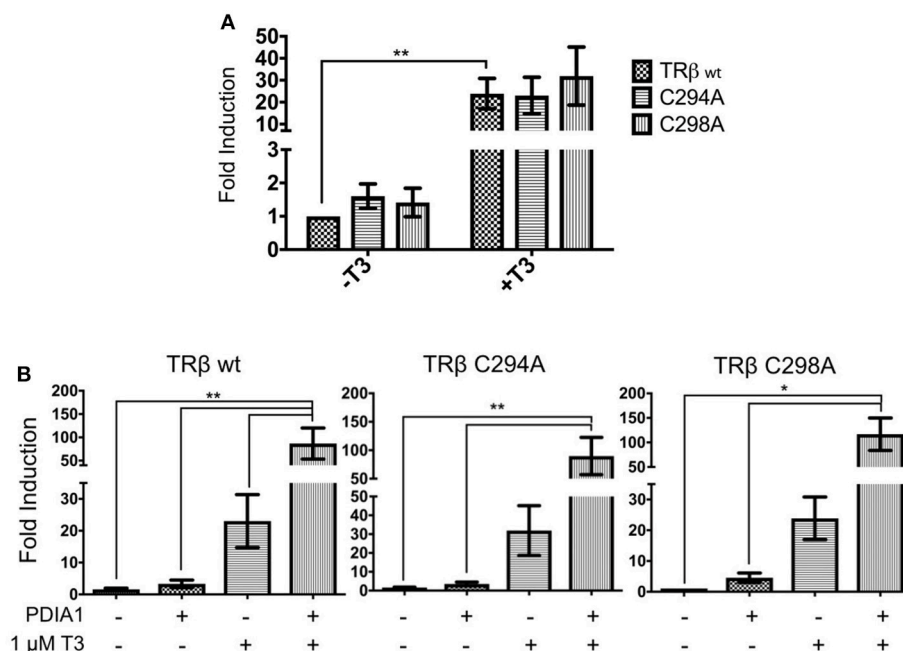 A
**
Fold Induction
50
40
30
20
10
3
2
1
0
-T3
+T3
TRβ wt
C294A
C298A
B
TRβ wt
**
Fold Induction
200
150
100
50
30
20
10
0
TRβ C294A
**
200
150
100
50
50
40
30
20
10
0
TRβ C298A
*
200
150
100
50
30
20
10
0
PDIA1 - + - + - + - + - + - +
1 µM T3 - - + + - - + + - - + +